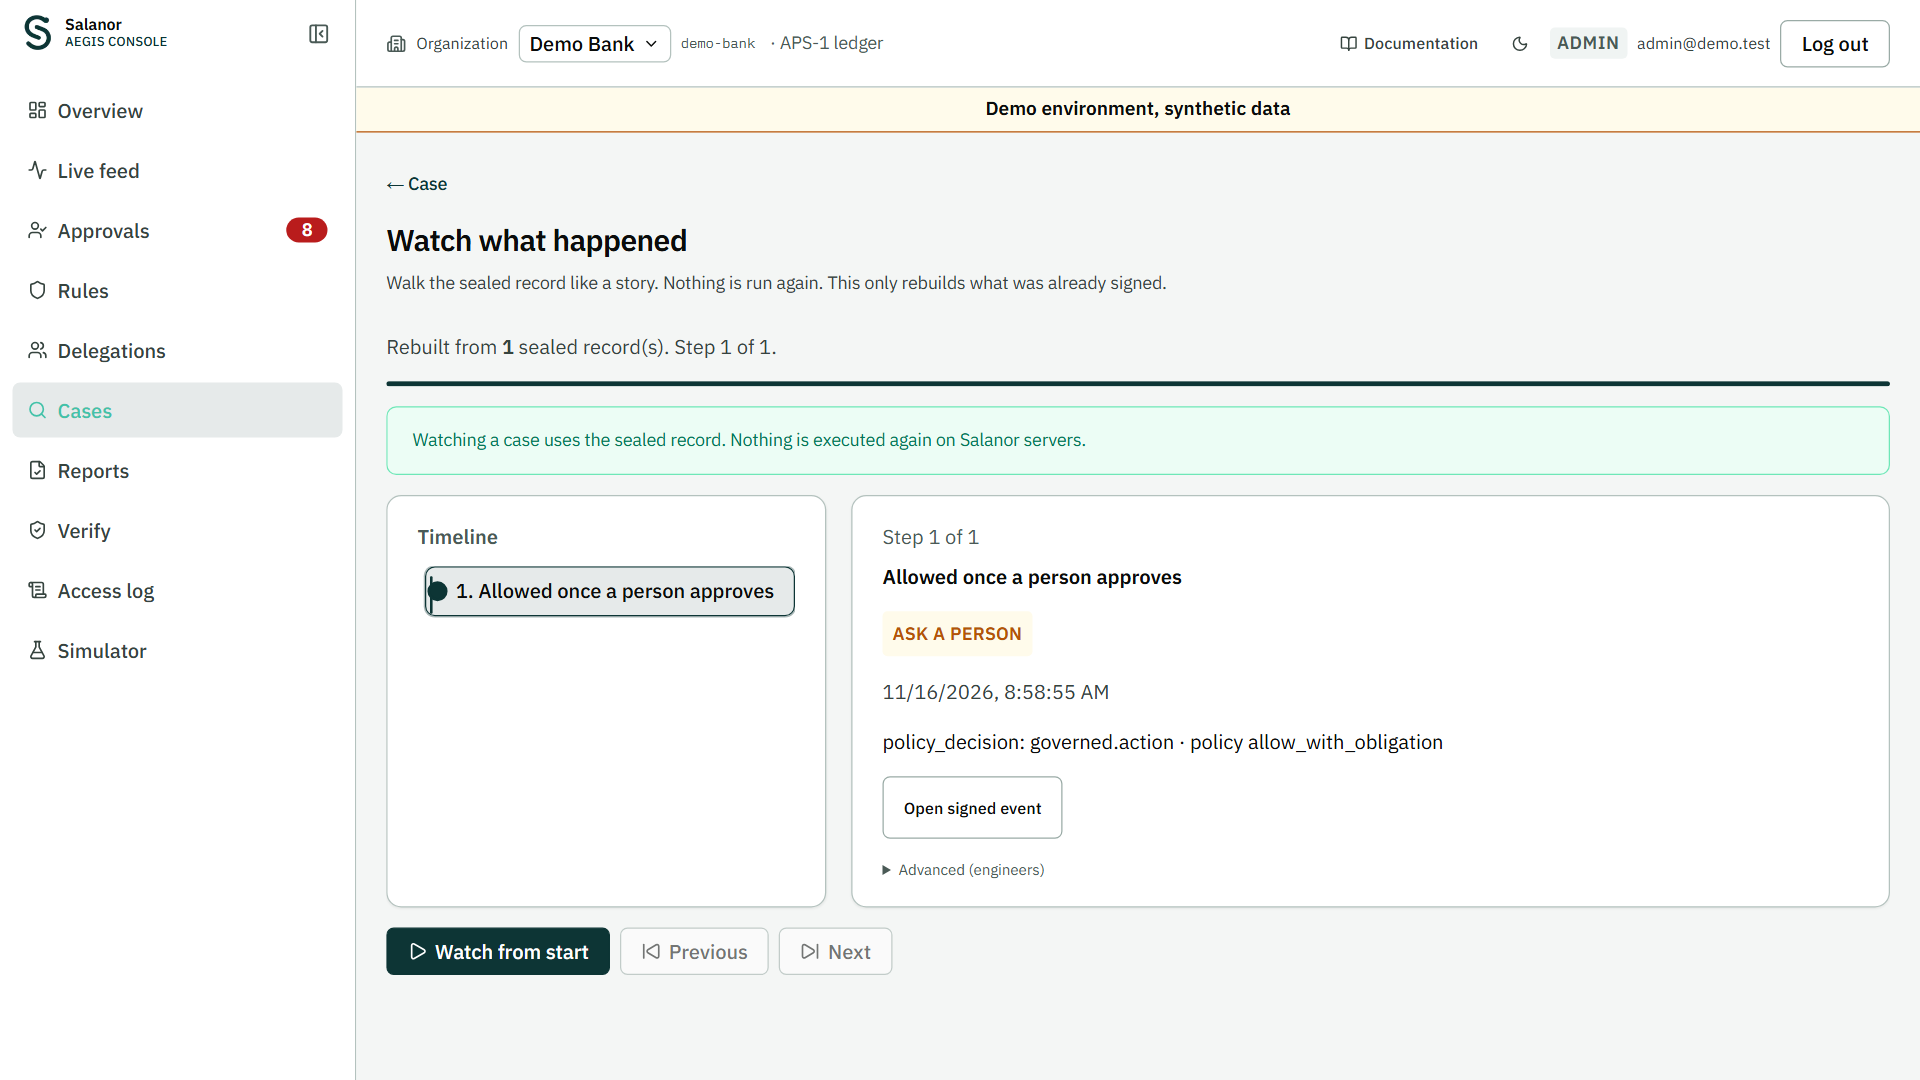 Salanor
AEGIS CONSOLE
Overview
Live feed
Approvals
8
Rules
Delegations
Cases
Reports
Verify
Access log
Simulator
Organization
Demo Bank
demo-bank
· APS-1 ledger
Documentation
ADMIN
admin@demo.test
Log out
Demo environment, synthetic data
← Case
Watch what happened
Walk the sealed record like a story. Nothing is run again. This only rebuilds what was already signed.
Rebuilt from 1 sealed record(s). Step 1 of 1.
Watching a case uses the sealed record. Nothing is executed again on Salanor servers.
Timeline
1. Allowed once a person approves
Step 1 of 1
Allowed once a person approves
ASK A PERSON
11/16/2026, 8:58:55 AM
policy_decision: governed.action · policy allow_with_obligation
Open signed event
Advanced (engineers)
Watch from start
Previous
Next